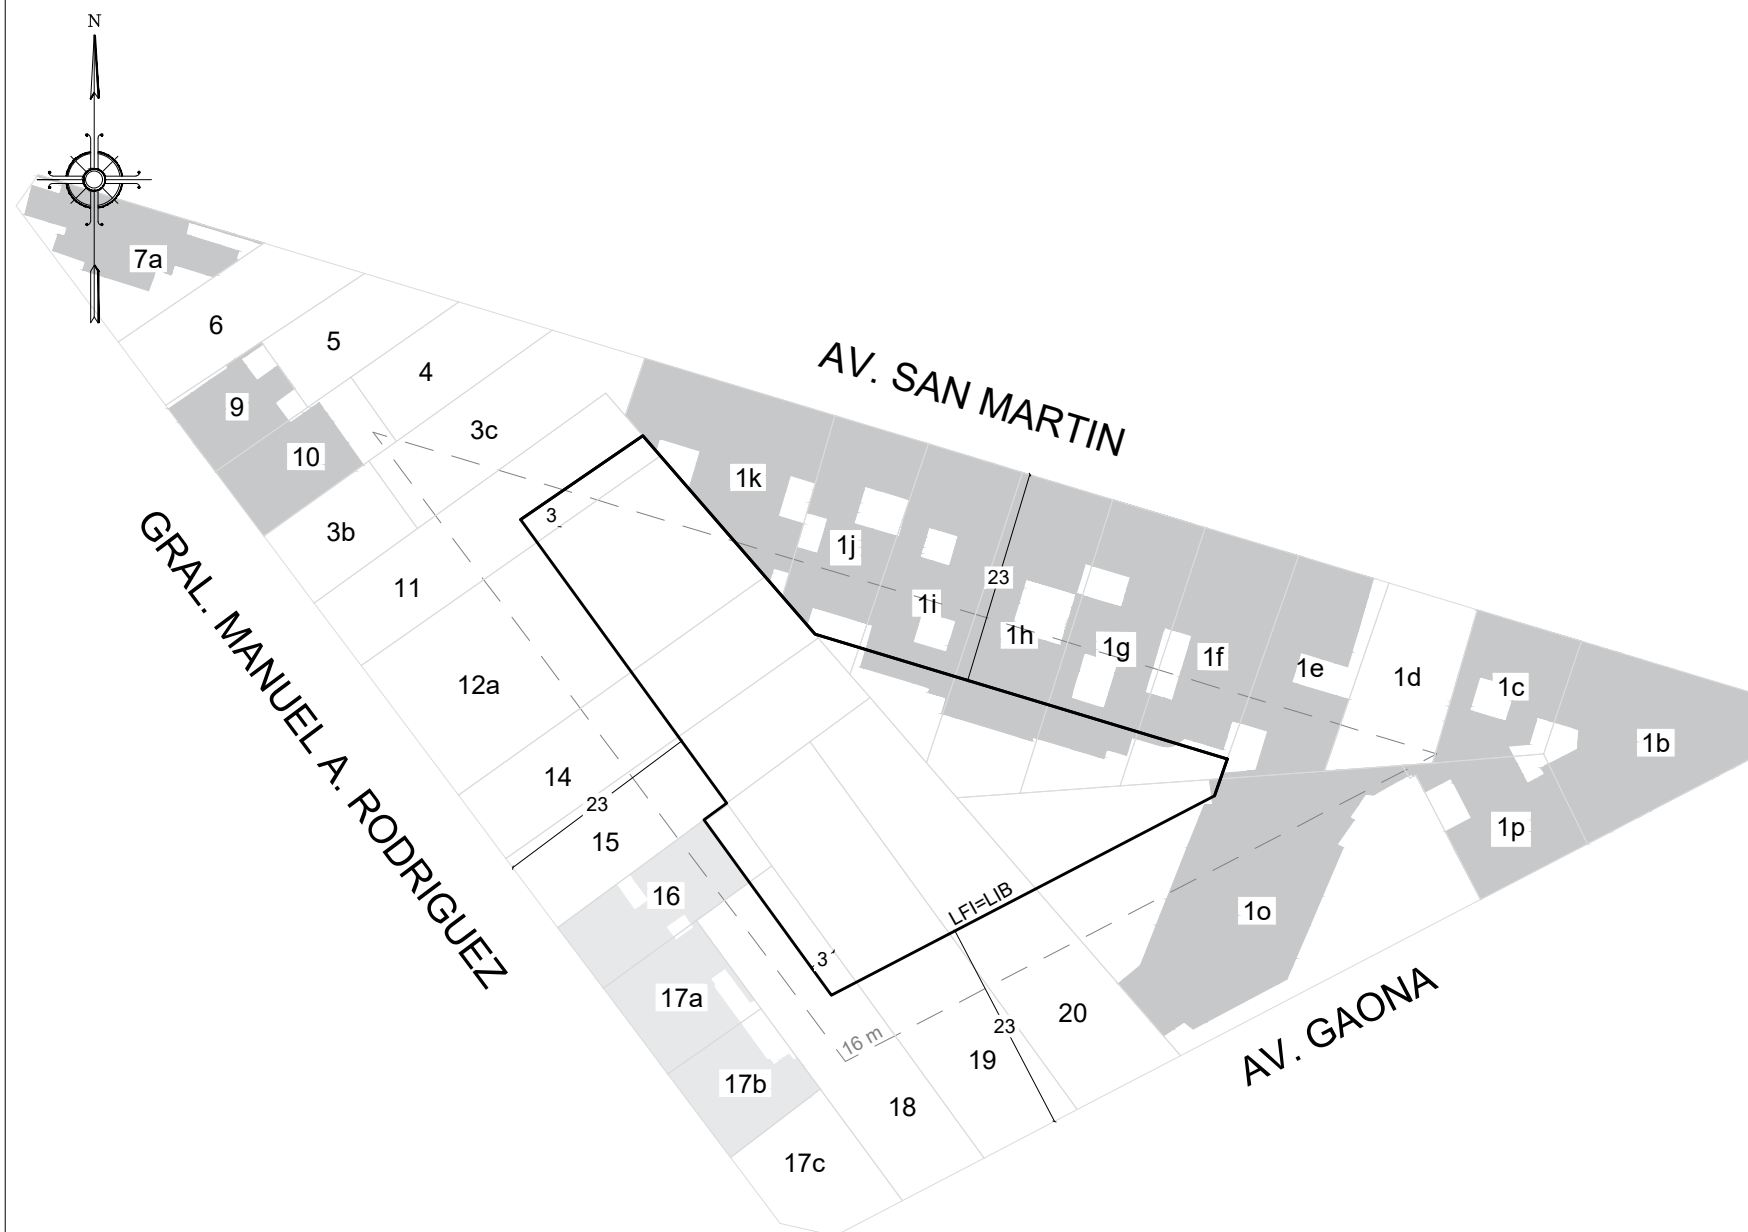 N
7a
6
5
4
AV. SAN MARTIN
9
3c
10
1k
3
3b
1j
23
11
1i
1h
1g
1f
1e
1d
1c
12a
GRAL. MANUEL A. RODRIGUEZ
1b
14
23
15
1p
16
LFI=LIB
1o
3
17a
AV. GAONA
20
23
16 m
19
17b
18
17c